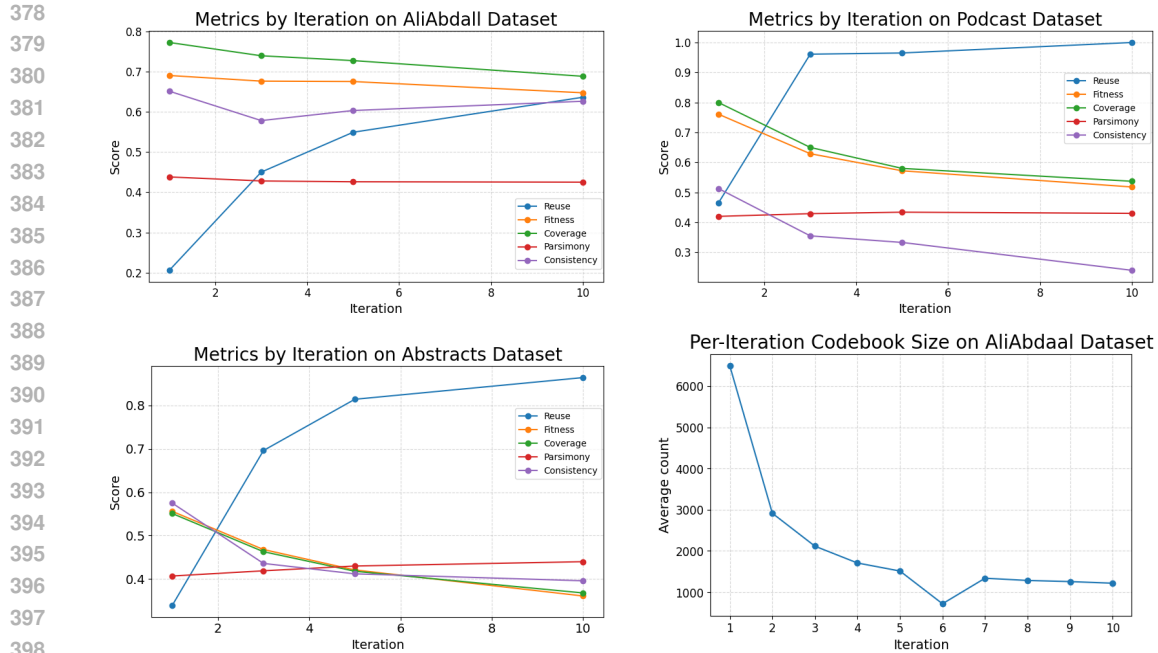 378
379
380
381
382
383
384
385
386
387
388
389
390
391
392
393
394
395
396
397
398
Metrics by Iteration on AliAbdall Dataset
Score
0.8
0.7
0.6
0.5
0.4
0.3
0.2
2 4 6 8 10
Iteration
Reuse
Fitness
Coverage
Parsimony
Consistency
Metrics by Iteration on Podcast Dataset
Score
1.0
0.9
0.8
0.7
0.6
0.5
0.4
0.3
2 4 6 8 10
Iteration
Reuse
Fitness
Coverage
Parsimony
Consistency
Metrics by Iteration on Abstracts Dataset
Score
0.8
0.7
0.6
0.5
0.4
2 4 6 8 10
Iteration
Reuse
Fitness
Coverage
Parsimony
Consistency
Per-Iteration Codebook Size on AliAbdaal Dataset
Average count
6000
5000
4000
3000
2000
1000
1 2 3 4 5 6 7 8 9 10
Iteration